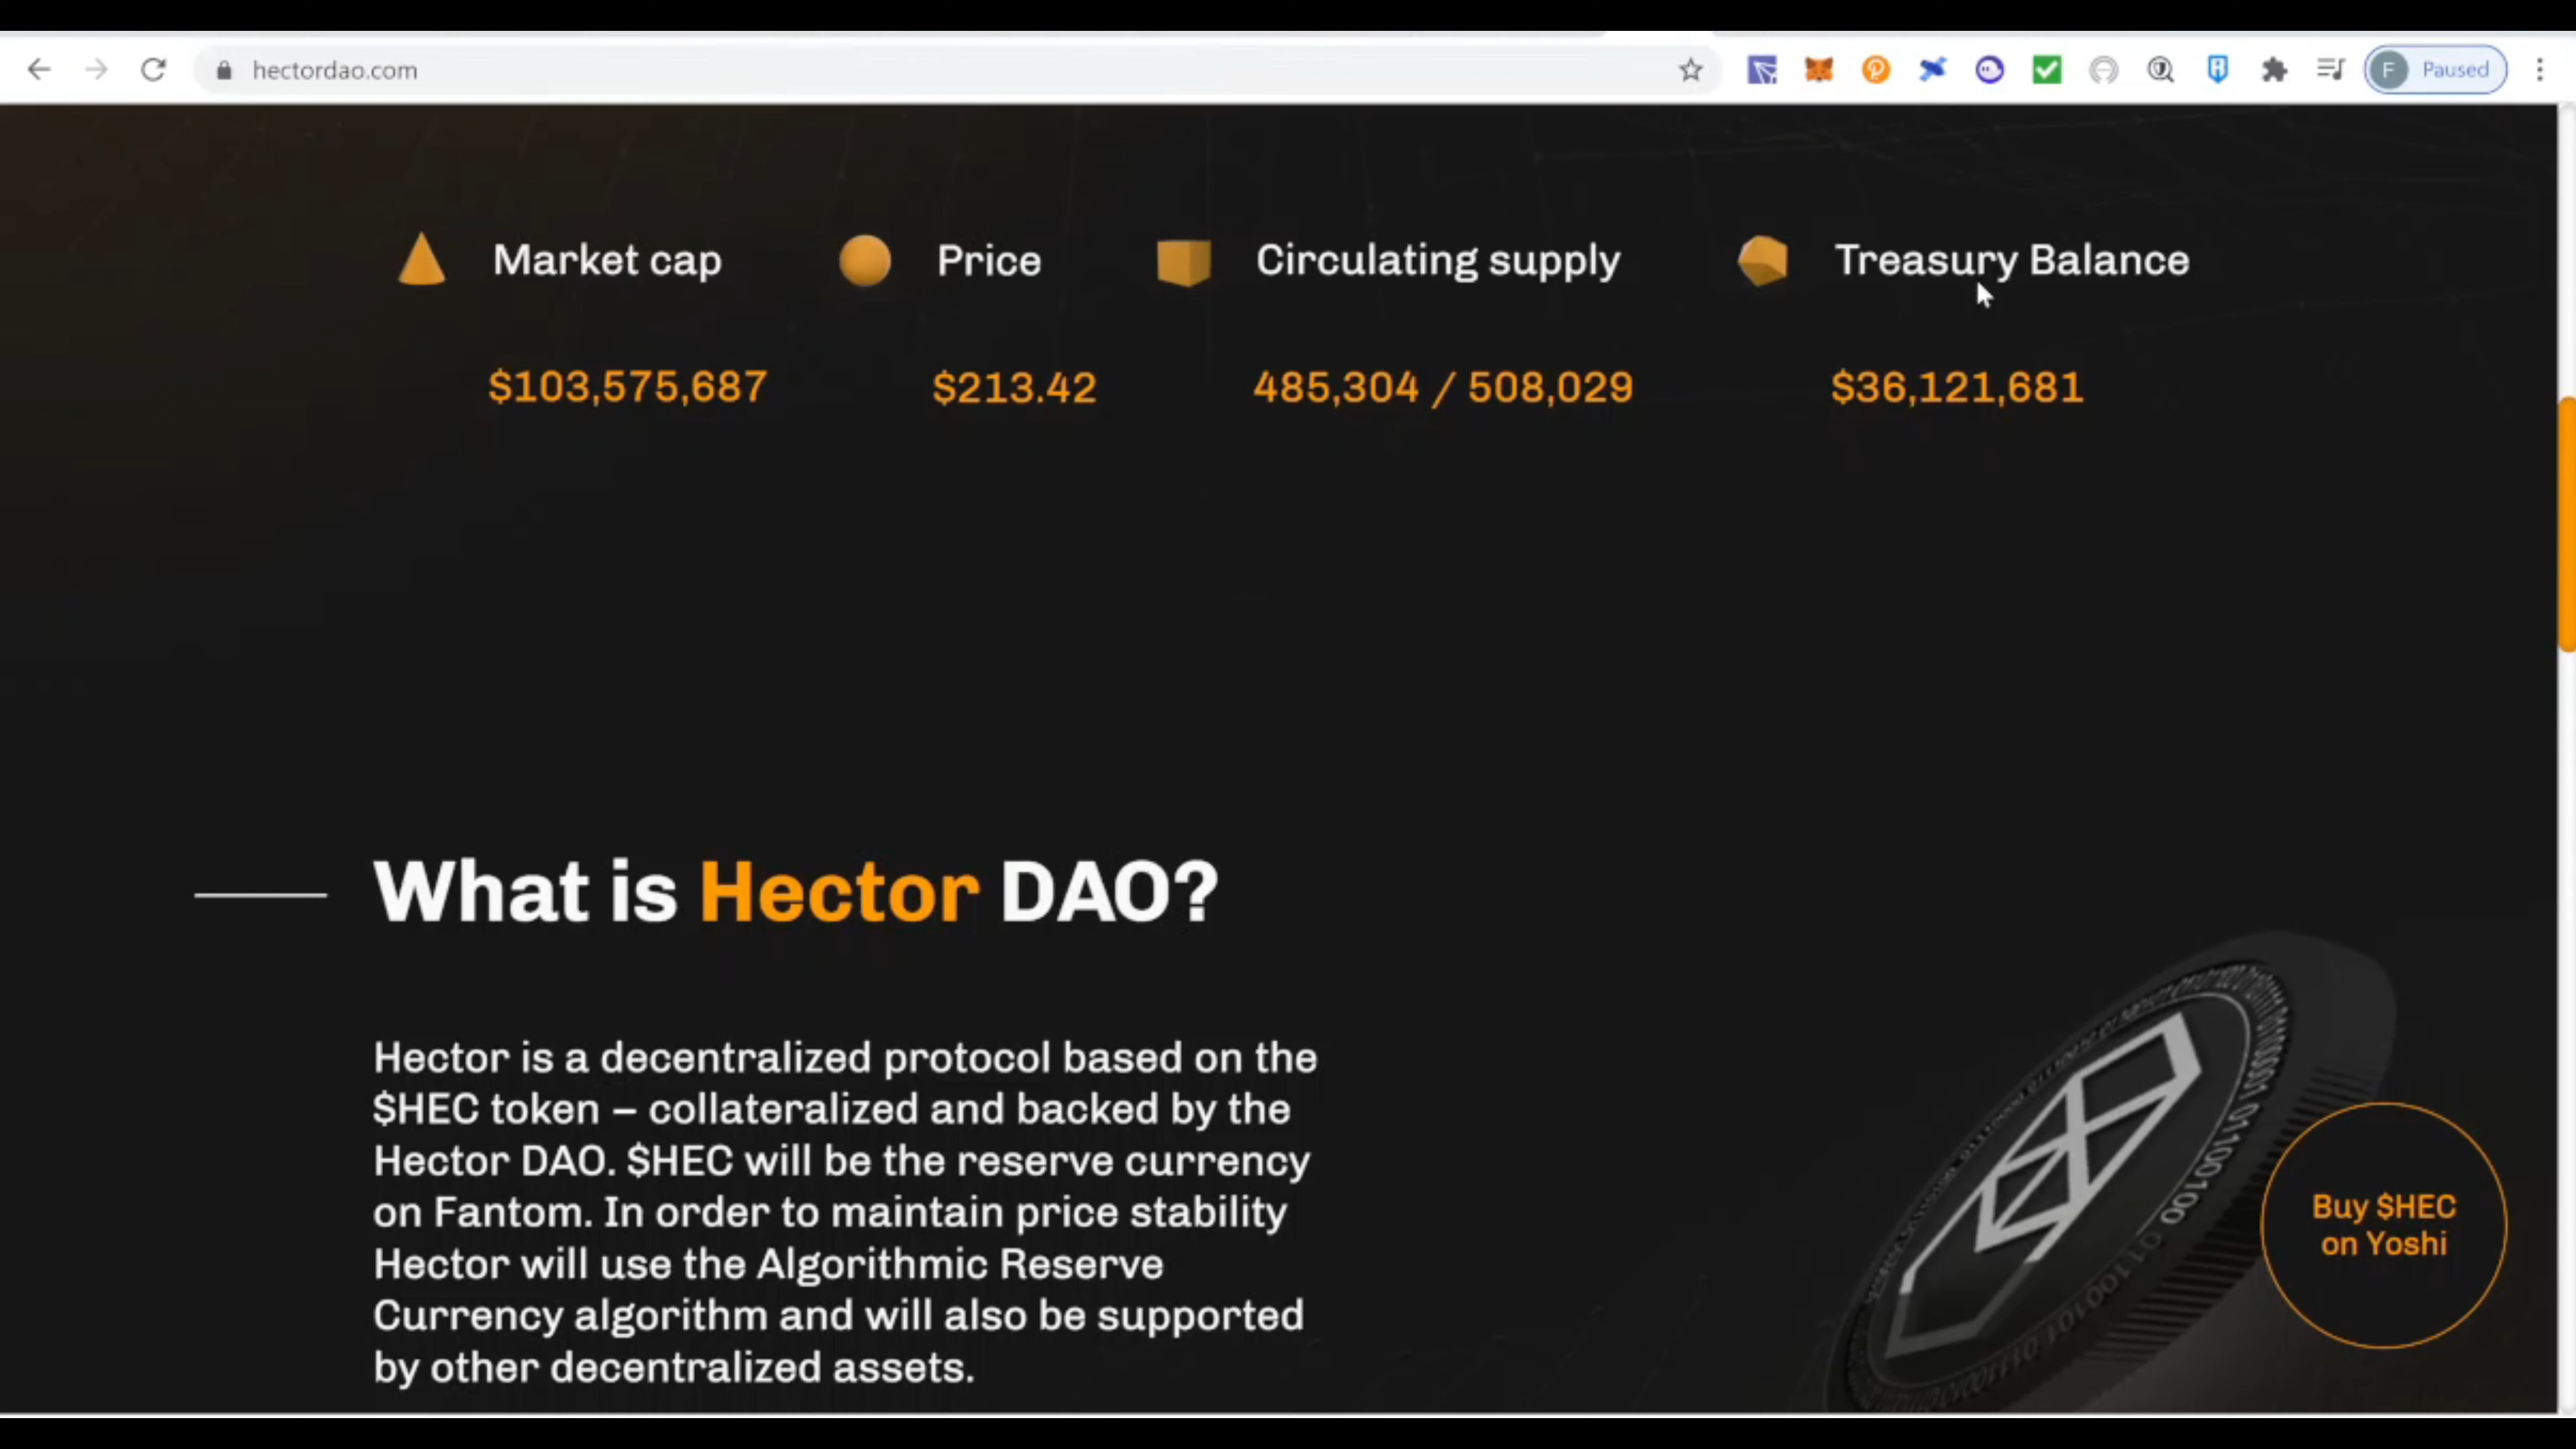 hectordao.com
F Paused
Market cap Price Circulating supply Treasury Balance
$103,575,687 $213.42 485,304 / 508,029 $36,121,681
What is Hector DAO?
Hector is a decentralized protocol based on the
$HEC token – collateralized and backed by the
Hector DAO. $HEC will be the reserve currency
on Fantom. In order to maintain price stability
Hector will use the Algorithmic Reserve
Currency algorithm and will also be supported
by other decentralized assets.
Buy $HEC
on Yoshi